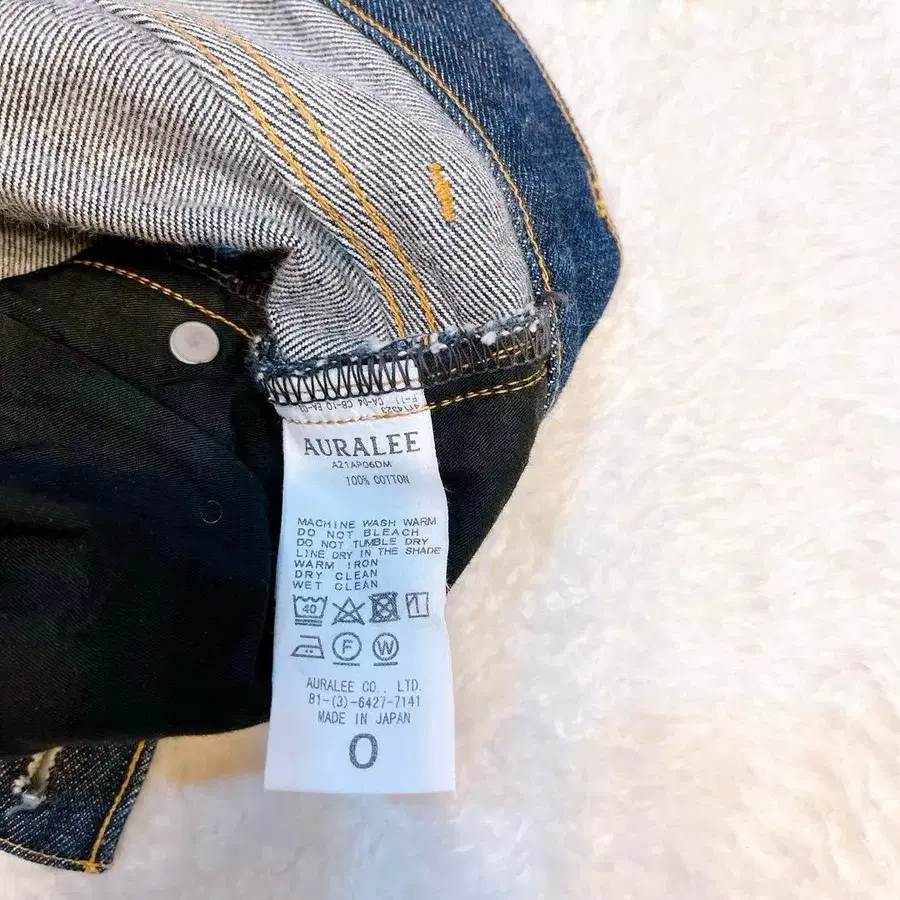 AURALEE
A21AP06DM
100% COTTON
MACHINE WASH WARM
DO NOT BLEACH
DO NOT TUMBLE DRY
LINE DRY IN THE SHADE
WARM IRON
DRY CLEAN
WET CLEAN
40
F W
AURALEE CO., LTD.
81-(3)-6427-7141
MADE IN JAPAN
0